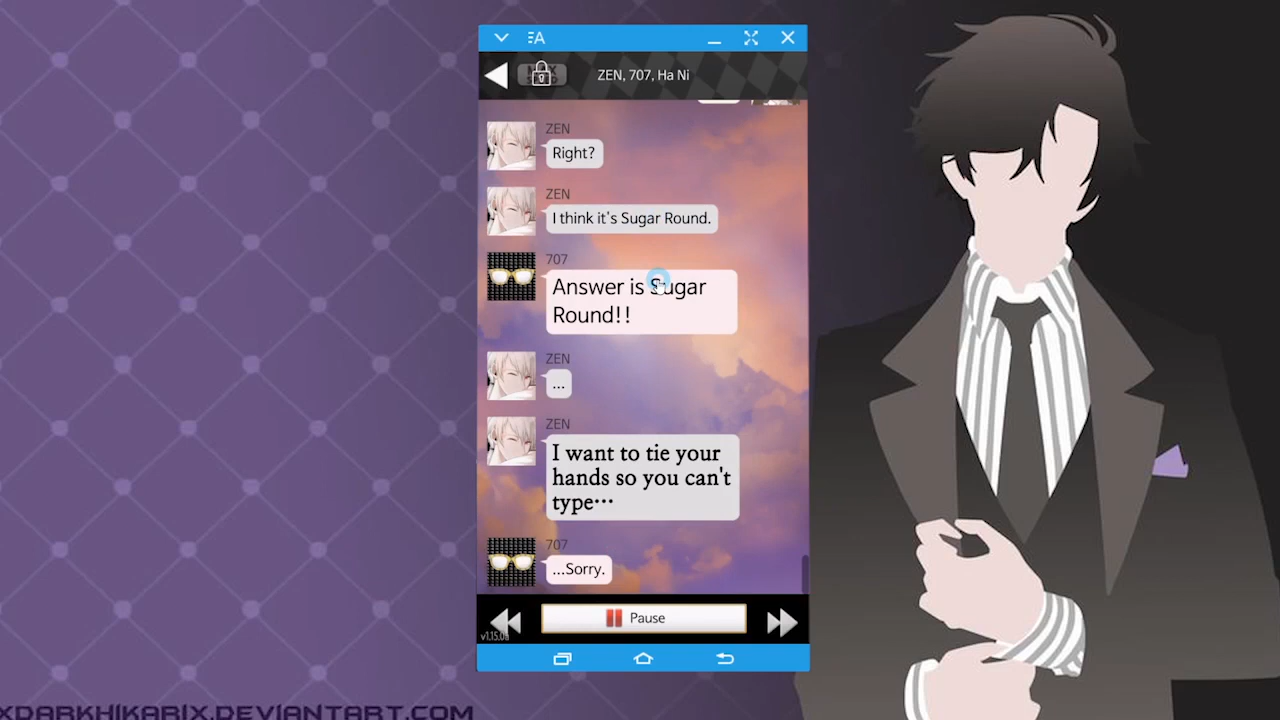 ZEN, 707, Ha Ni
ZEN
Right?
ZEN
I think it's Sugar Round.
707
Answer is Sugar
Round!!
ZEN
...
ZEN
I want to tie your
hands so you can't
type…
707
...Sorry.
Pause
XDARKHIKARIX.DEVIANTART.COM